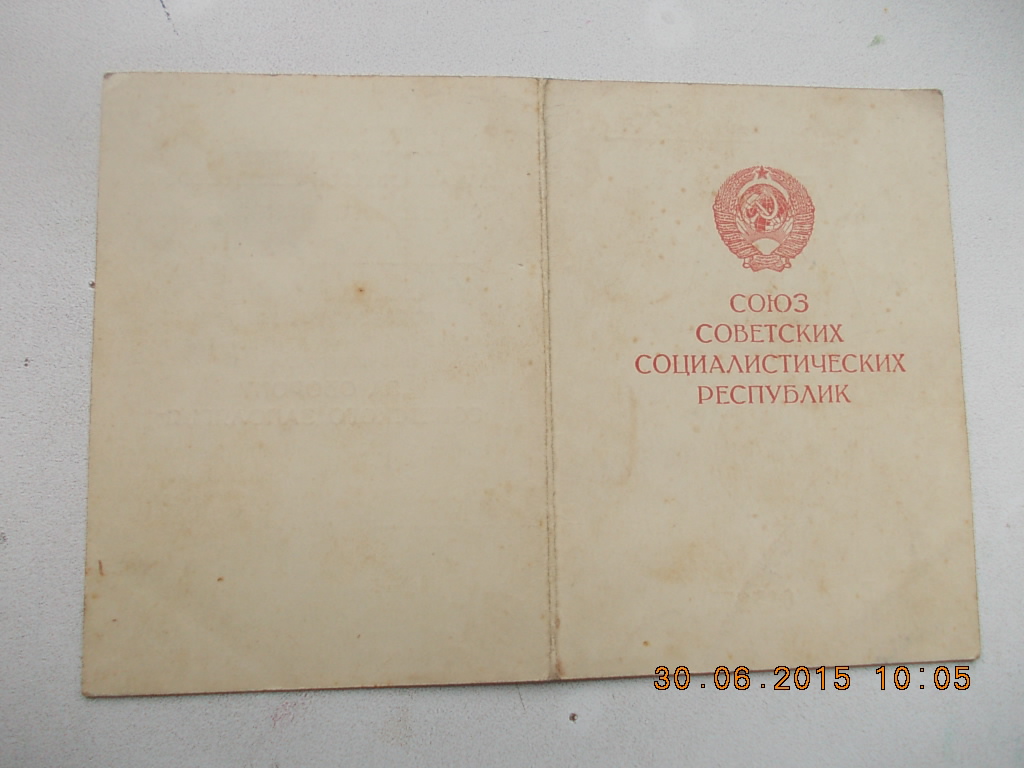 СОЮЗ
СОВЕТСКИХ
СОЦИАЛИСТИЧЕСКИХ
РЕСПУБЛИК
30.06.2015 10:05